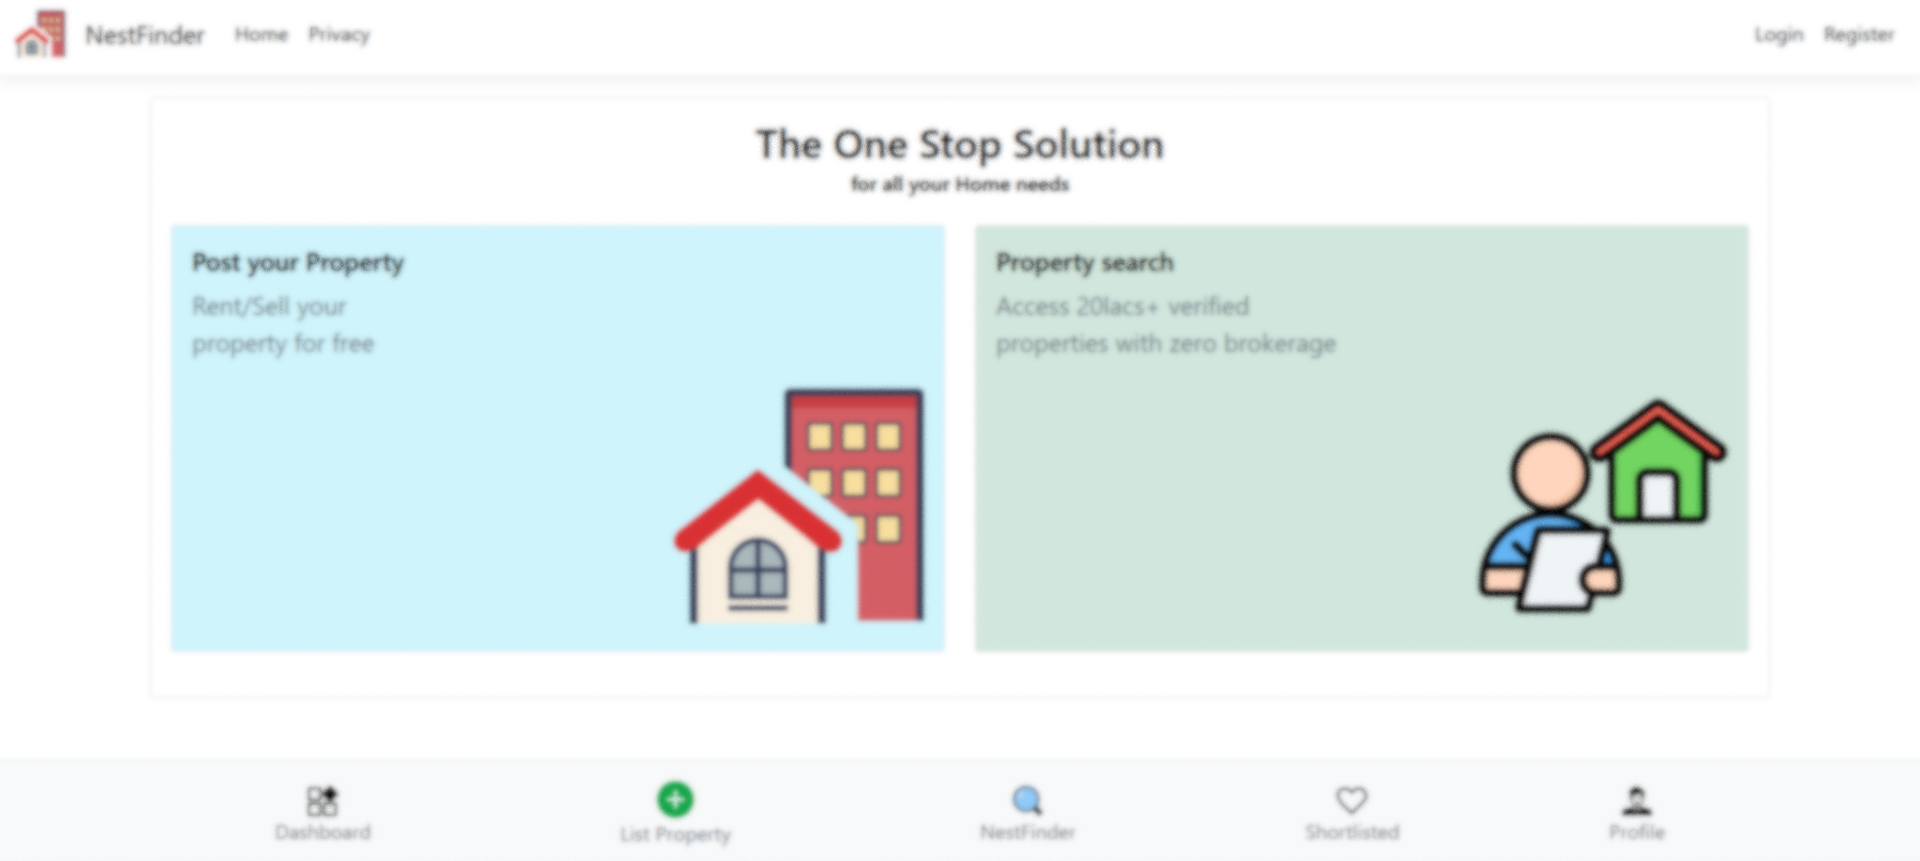 NestFinder Home Privacy Login Register
The One Stop Solution
for all your Home needs
Post your Property
Rent/Sell your
property for free
Property search
Access 20lacs+ verified
properties with zero brokerage
Dashboard List Property NestFinder Shortlisted Profile